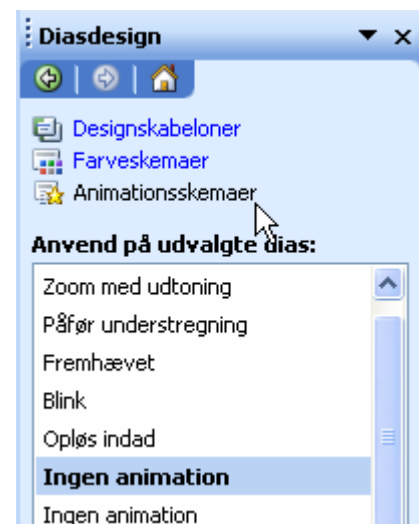 Diasdesign
Designskabeloner
Farveskemaer
Animationsskemaer
Anvend på udvalgte dias:
Zoom med udtoning
Påfør understregning
Fremhævet
Blink
Opløs indad
Ingen animation
Ingen animation